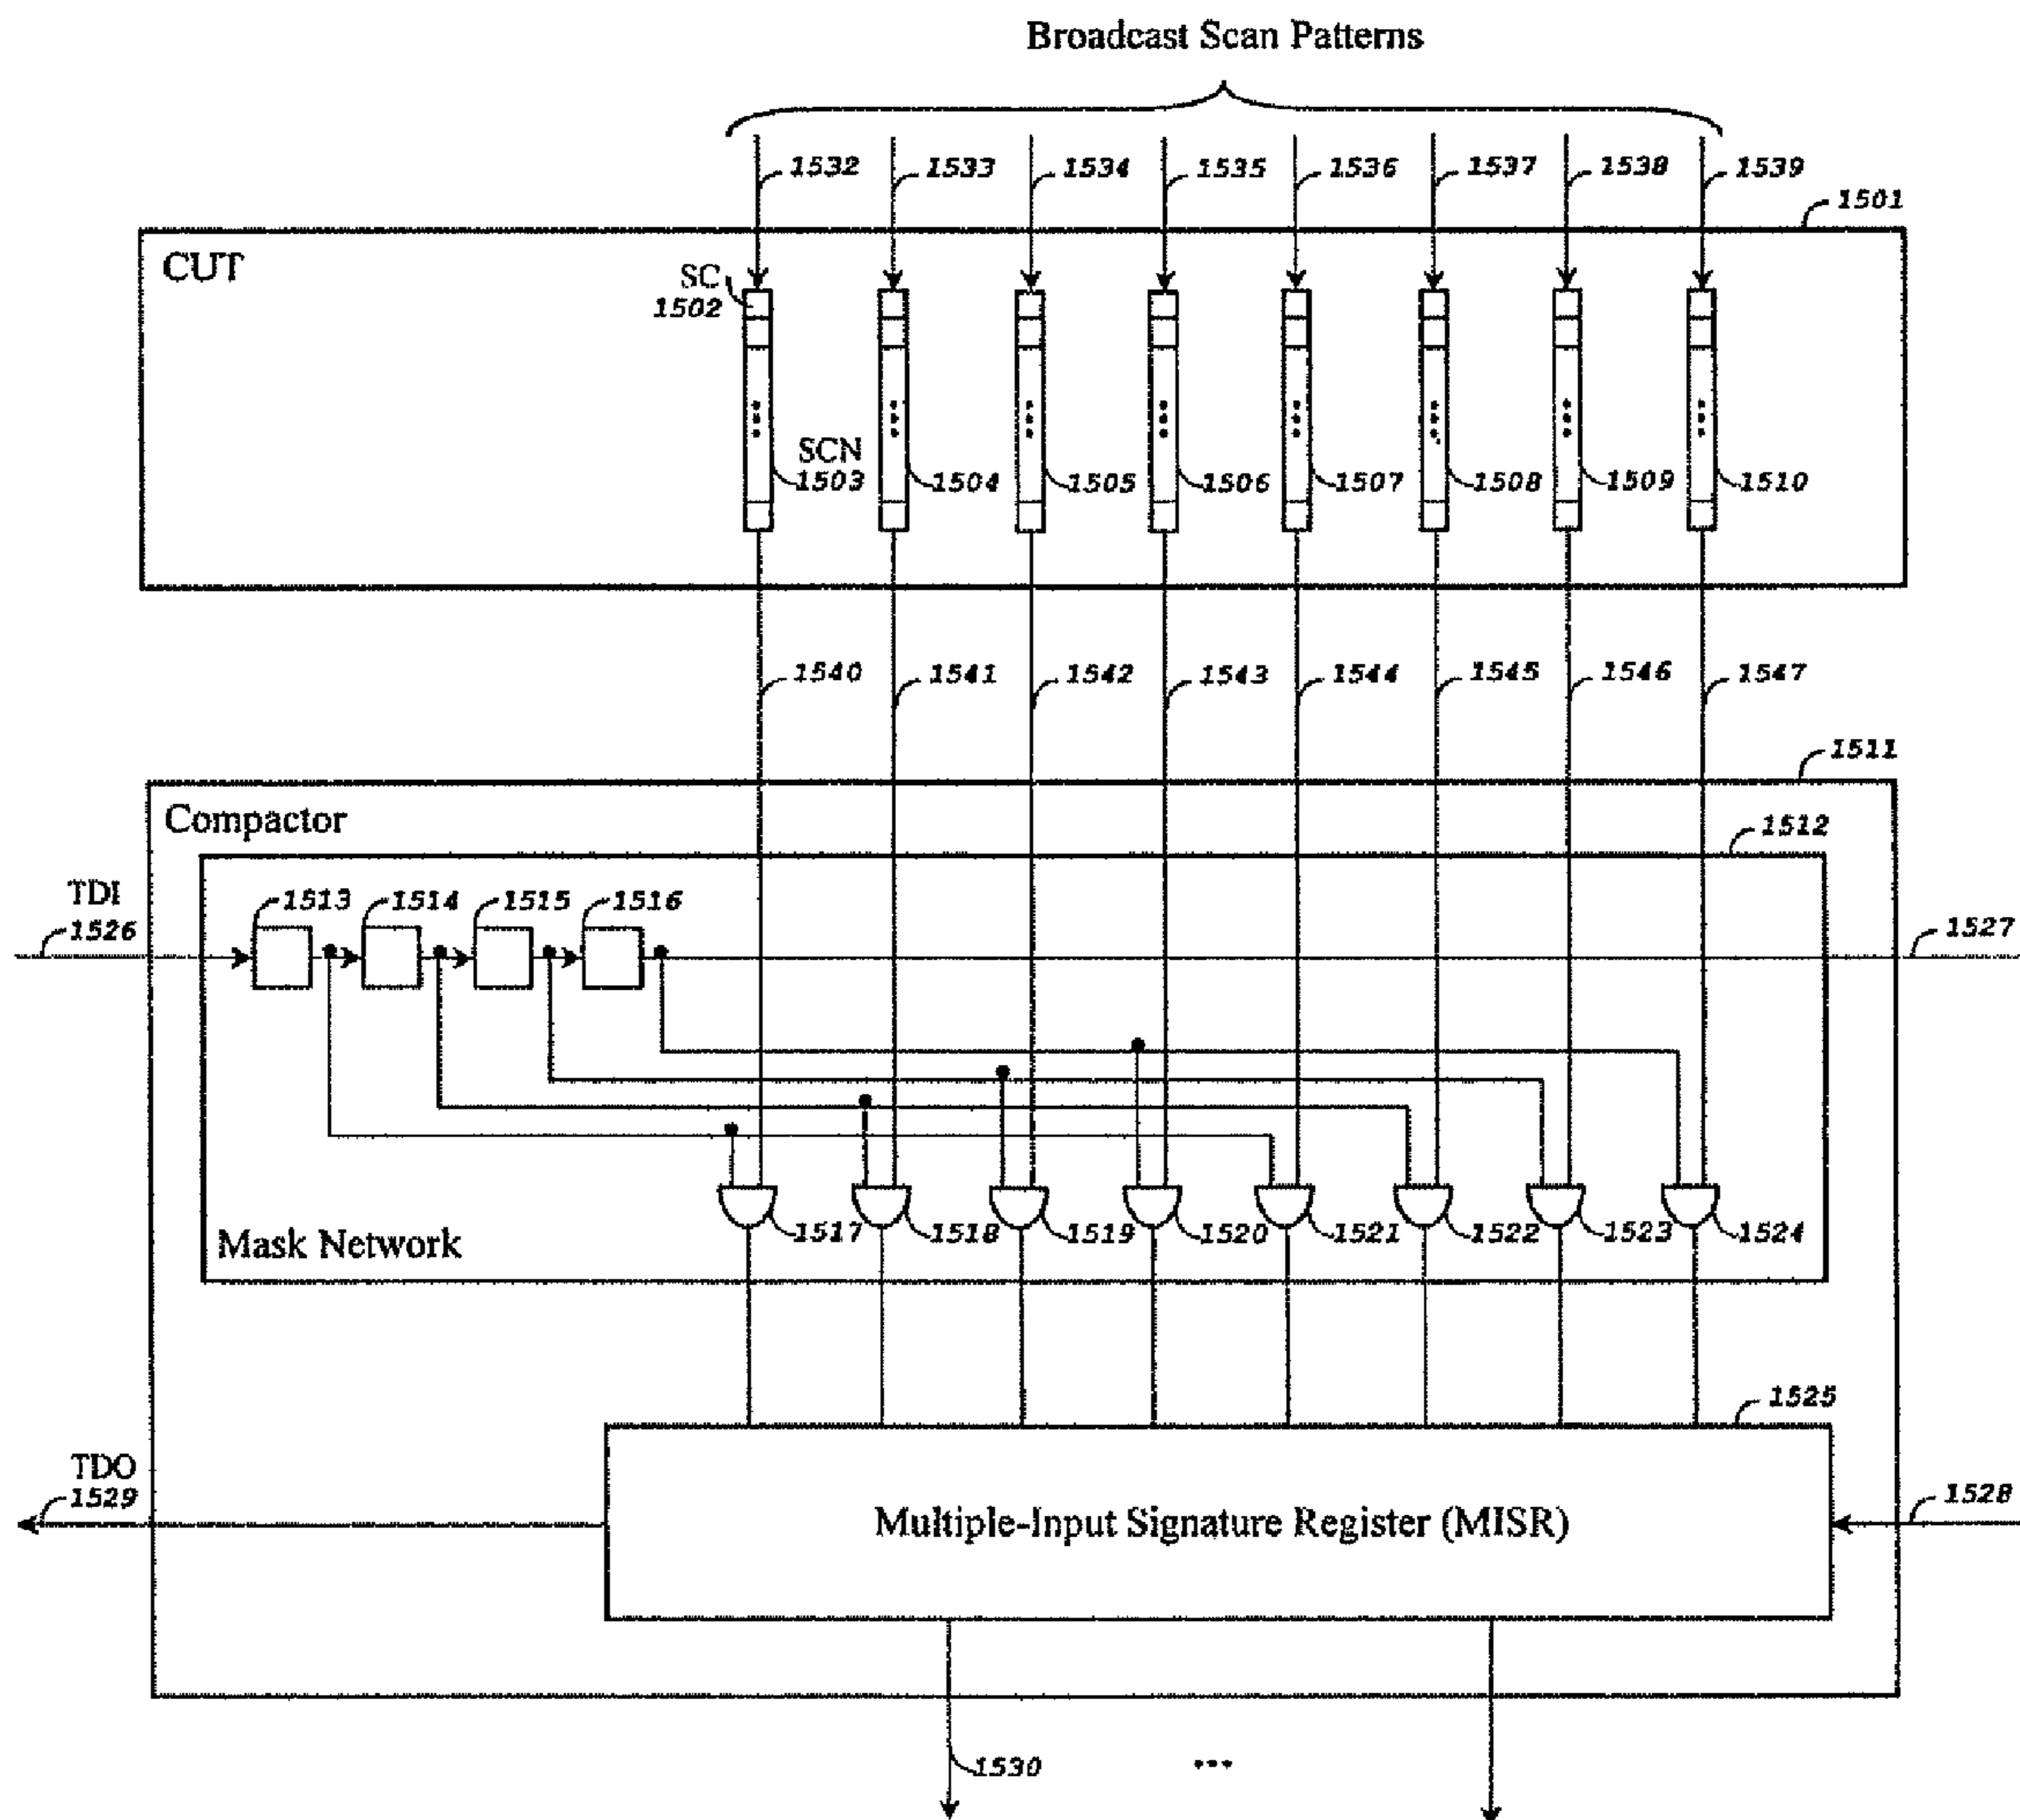 Broadcast Scan Patterns
1532 1533 1534 1535 1536 1537 1538 1539
1501
CUT
SC
1502
SCN
1503 1504 1505 1506 1507 1508 1509 1510
1540 1541 1542 1543 1544 1545 1546 1547
1511
Compactor
1512
TDI
1526
1513 1514 1515 1516
1527
1517 1518 1519 1520 1521 1522 1523 1524
Mask Network
1525
TDO
1529
Multiple-Input Signature Register (MISR)
1528
1530 ...